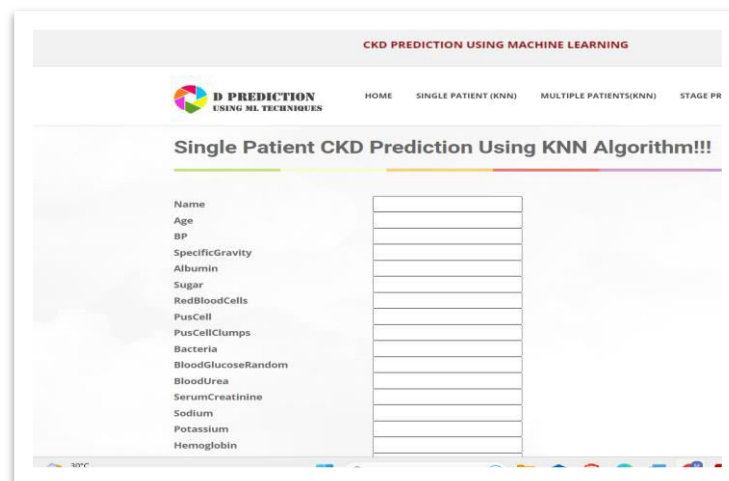 CKD PREDICTION USING MACHINE LEARNING
D PREDICTION
USING ML TECHNIQUES
HOME SINGLE PATIENT (KNN) MULTIPLE PATIENTS(KNN) STAGE PR
Single Patient CKD Prediction Using KNN Algorithm!!!
Name
Age
BP
SpecificGravity
Albumin
Sugar
RedBloodCells
PusCell
PusCellClumps
Bacteria
BloodGlucoseRandom
BloodUrea
SerumCreatinine
Sodium
Potassium
Hemoglobin
30°C